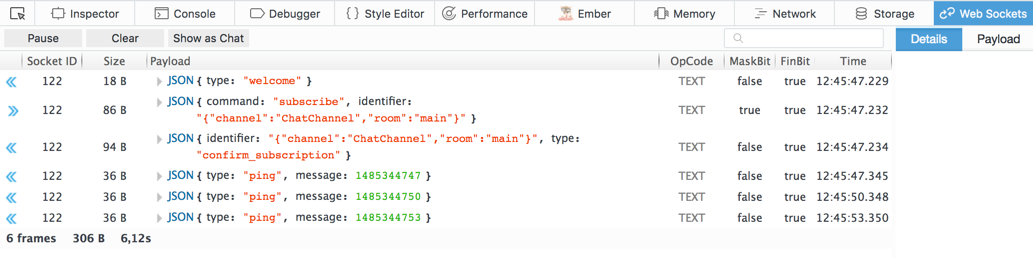 Inspector Console Debugger { } Style Editor Performance Ember Memory Network Storage Web Sockets
Pause Clear Show as Chat Details Payload
Socket ID Size Payload OpCode MaskBit FinBit Time
122 18 B JSON { type: "welcome" } TEXT false true 12:45:47.229
122 86 B JSON { command: "subscribe", identifier: TEXT true true 12:45:47.232
"{"channel":"ChatChannel","room":"main"}" }
122 94 B JSON { identifier: "{"channel":"ChatChannel","room":"main"}", type: TEXT false true 12:45:47.234
"confirm_subscription" }
122 36 B JSON { type: "ping", message: 1485344747 } TEXT false true 12:45:47.345
122 36 B JSON { type: "ping", message: 1485344750 } TEXT false true 12:45:50.348
122 36 B JSON { type: "ping", message: 1485344753 } TEXT false true 12:45:53.350
6 frames 306 B 6,12s